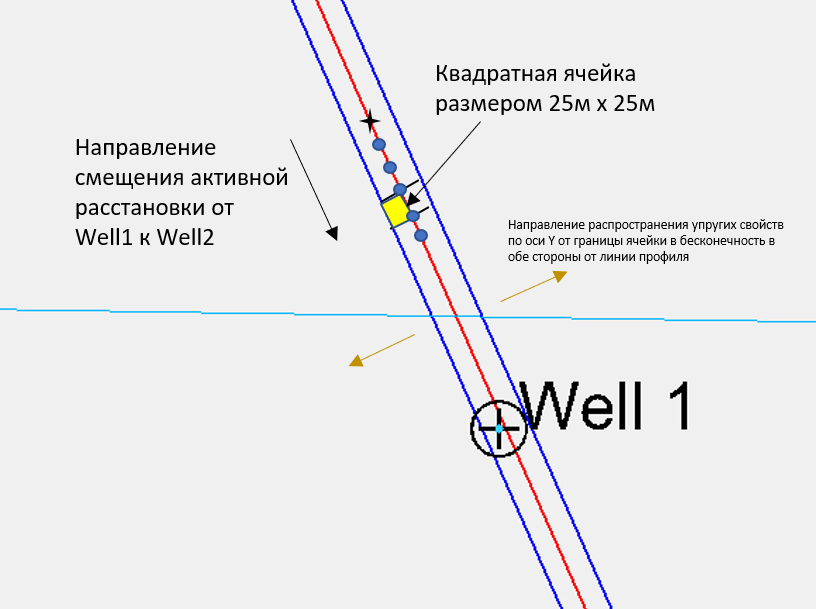 Квадратная ячейка
размером 25м x 25м
Направление
смещения активной
расстановки от
Well1 к Well2
Направление распространения упругих свойств
по оси Y от границы ячейки в бесконечность в
обе стороны от линии профиля
Well 1